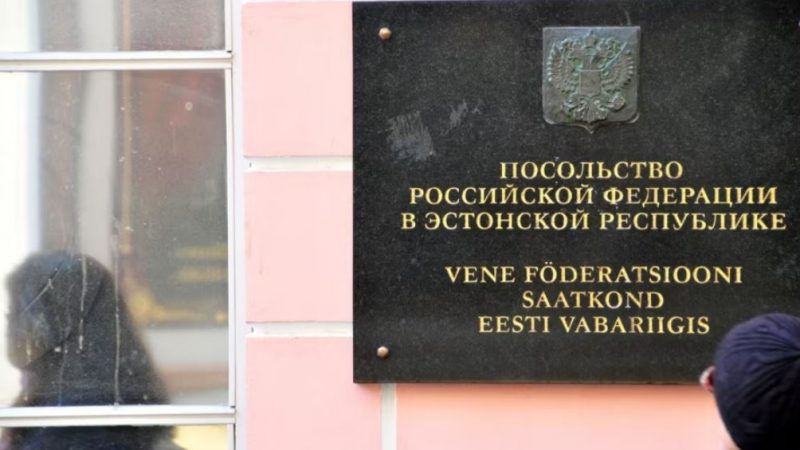 ПОСОЛЬСТВО
РОССИЙСКОЙ ФЕДЕРАЦИИ
В ЭСТОНСКОЙ РЕСПУБЛИКЕ
VENE FÖDERATSIOONI
SAATKOND
EESTI VABARIIGIS